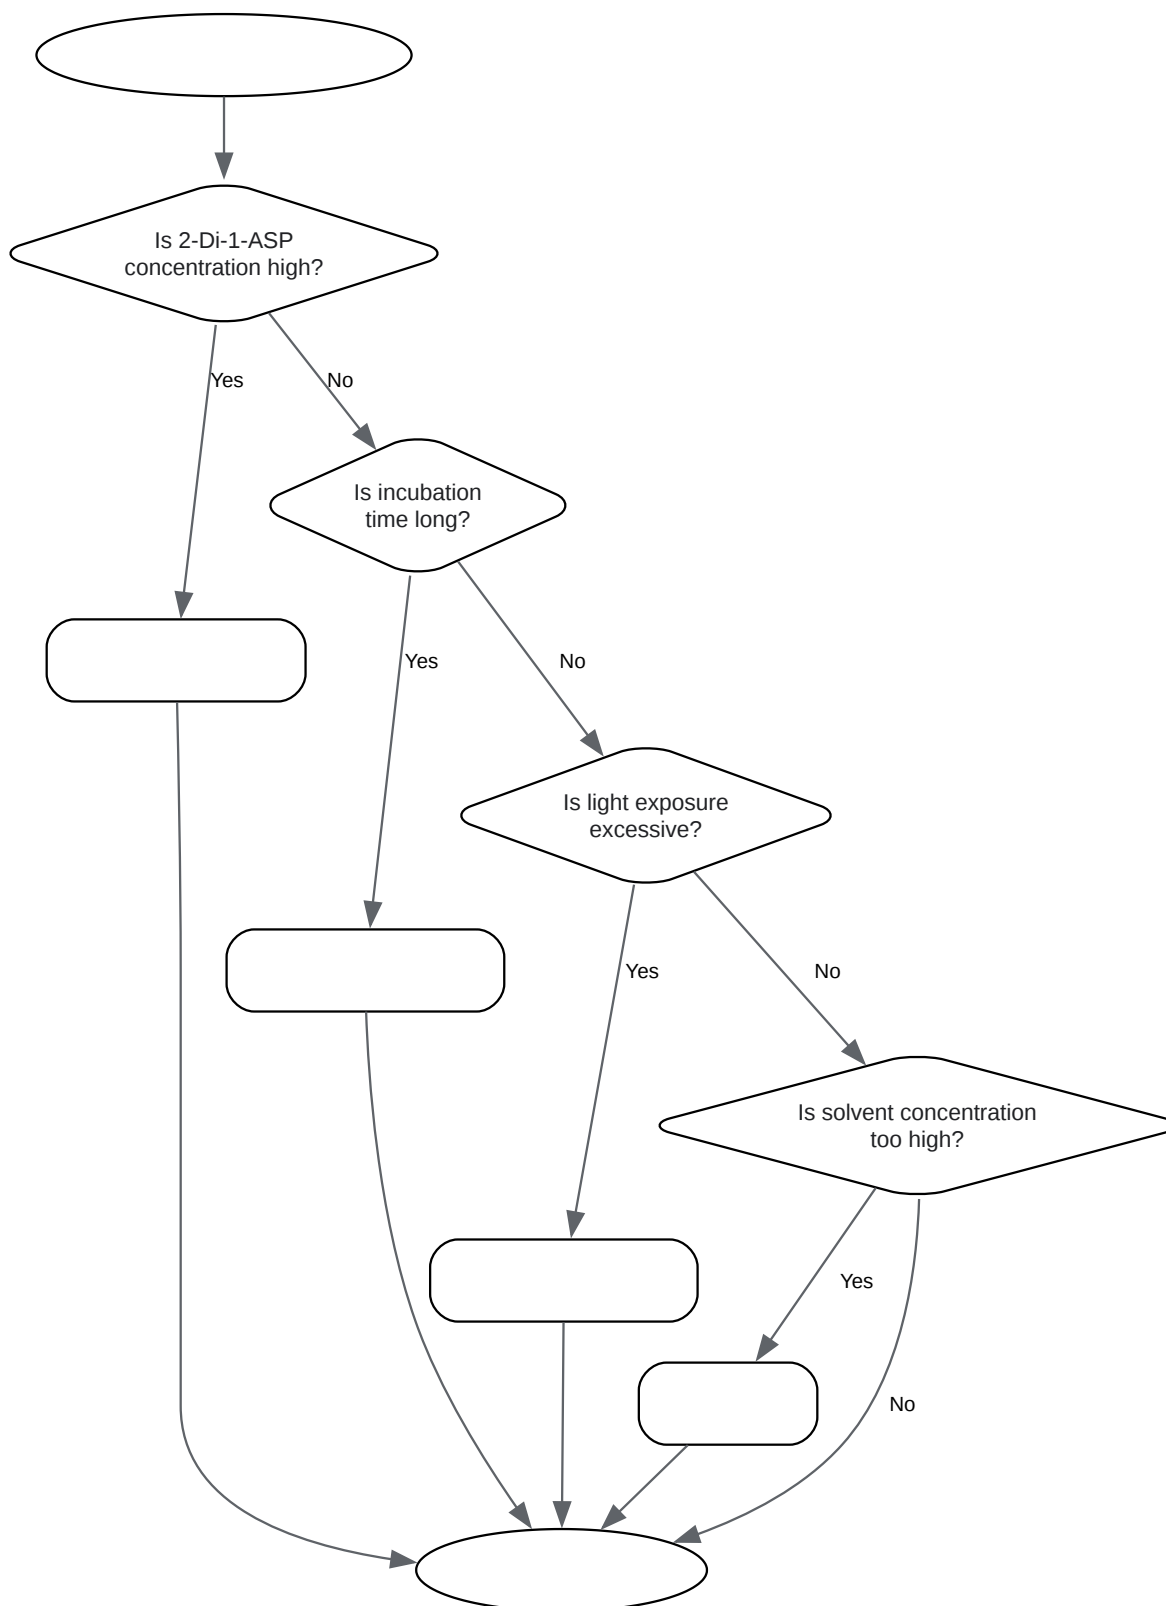 Is 2-Di-1-ASP
concentration high?
Yes
No
Is incubation
time long?
Yes
No
Is light exposure
excessive?
Yes
No
Is solvent concentration
too high?
Yes
No